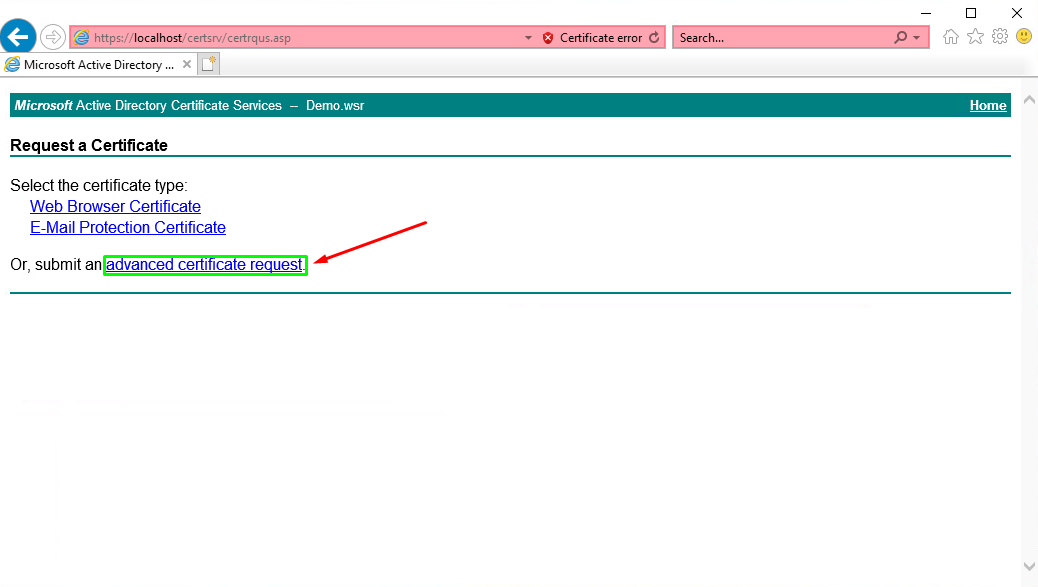 https://localhost/certsrv/certrqus.asp
Certificate error
Search...
Microsoft Active Directory ...
Microsoft Active Directory Certificate Services -- Demo.wsr
Home
Request a Certificate
Select the certificate type:
Web Browser Certificate
E-Mail Protection Certificate
Or, submit an advanced certificate request.